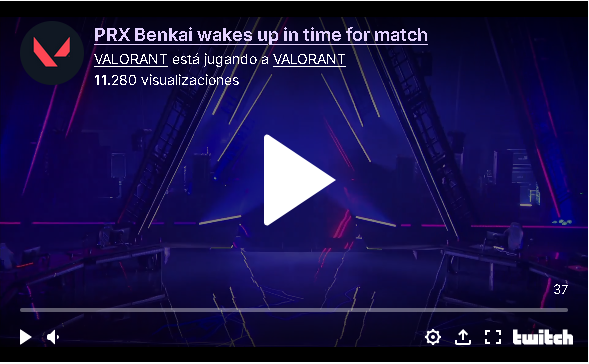 PRX Benkai wakes up in time for match
VALORANT está jugando a VALORANT
11.280 visualizaciones
37
twitch